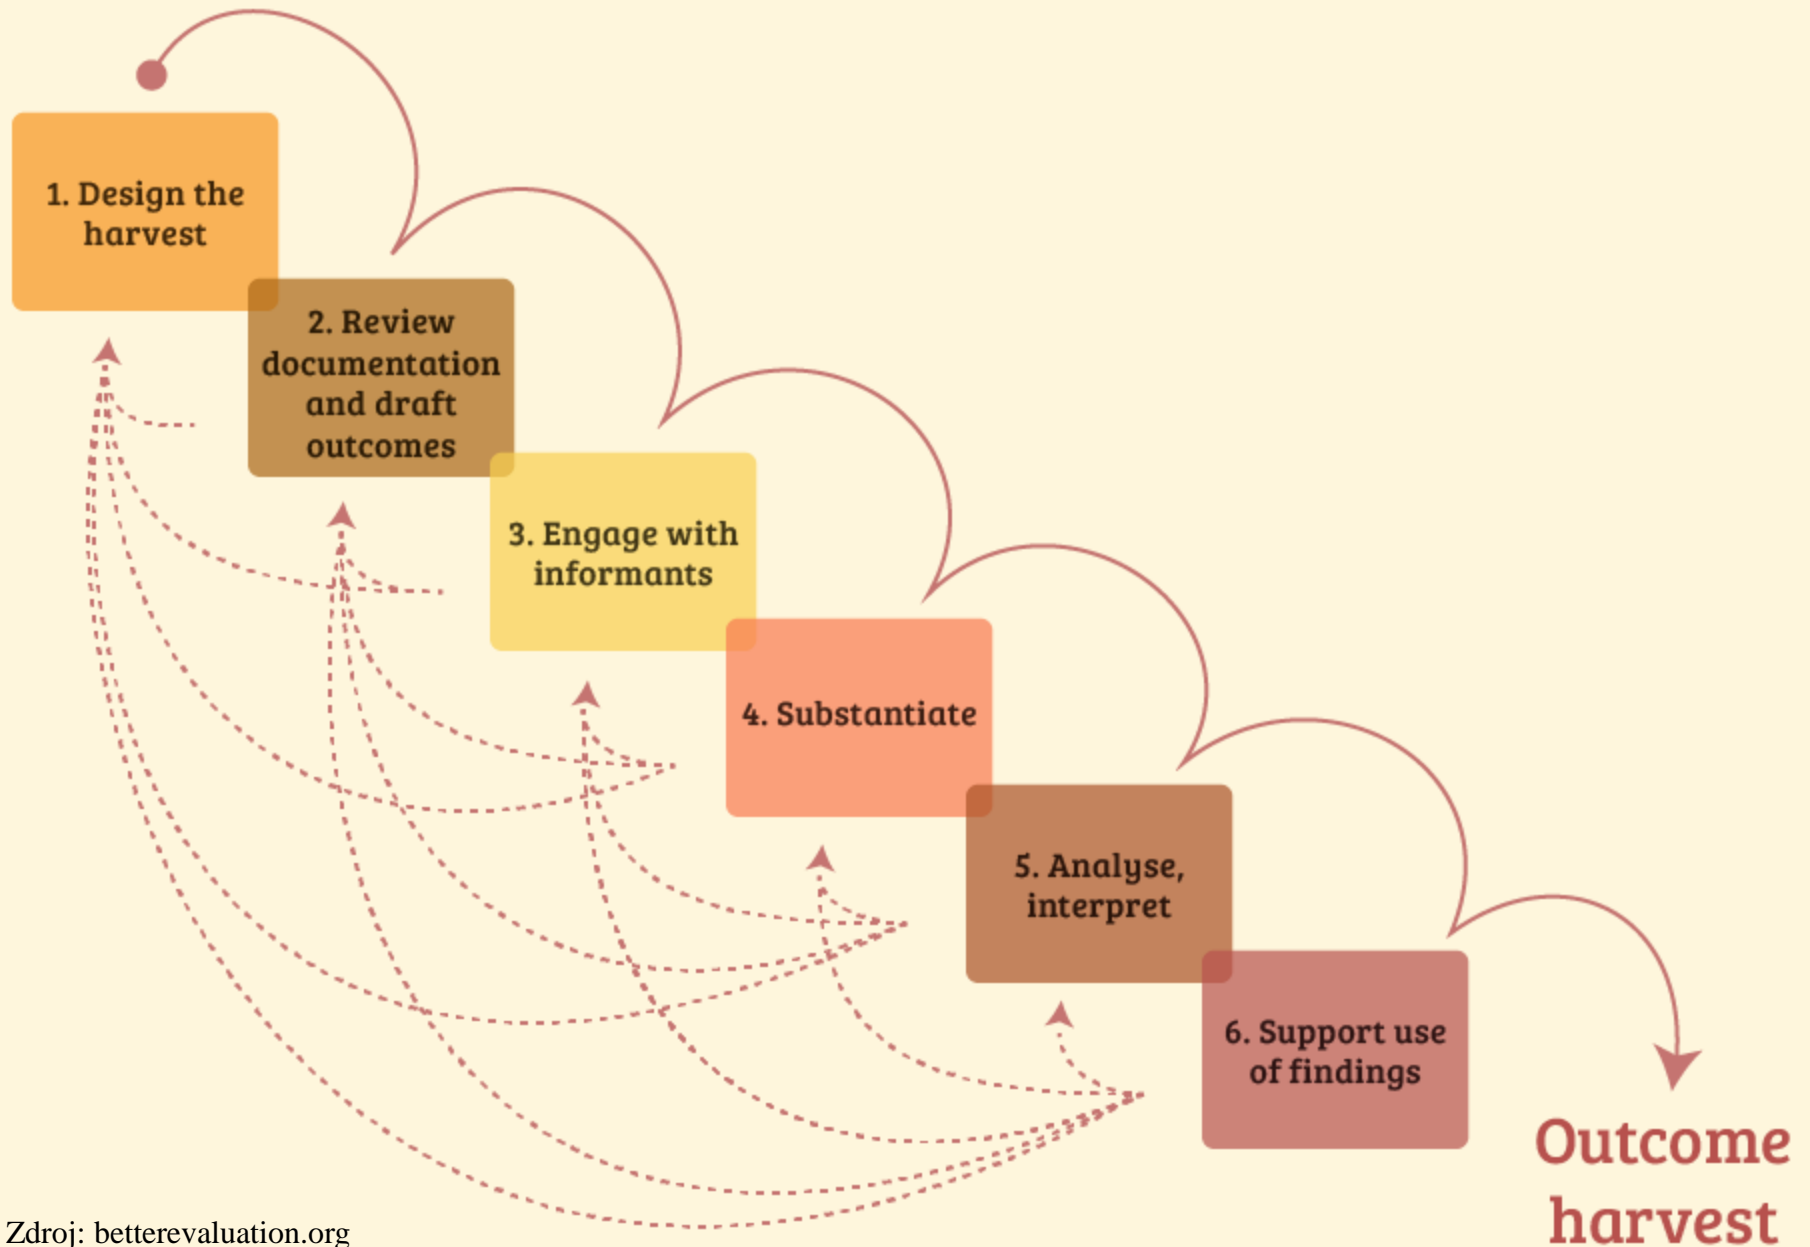 1. Design the
harvest
2. Review
documentation
and draft
outcomes
3. Engage with
informants
4. Substantiate
5. Analyse,
interpret
6. Support use
of findings
Outcome
harvest
Zdroj: betterevaluation.org